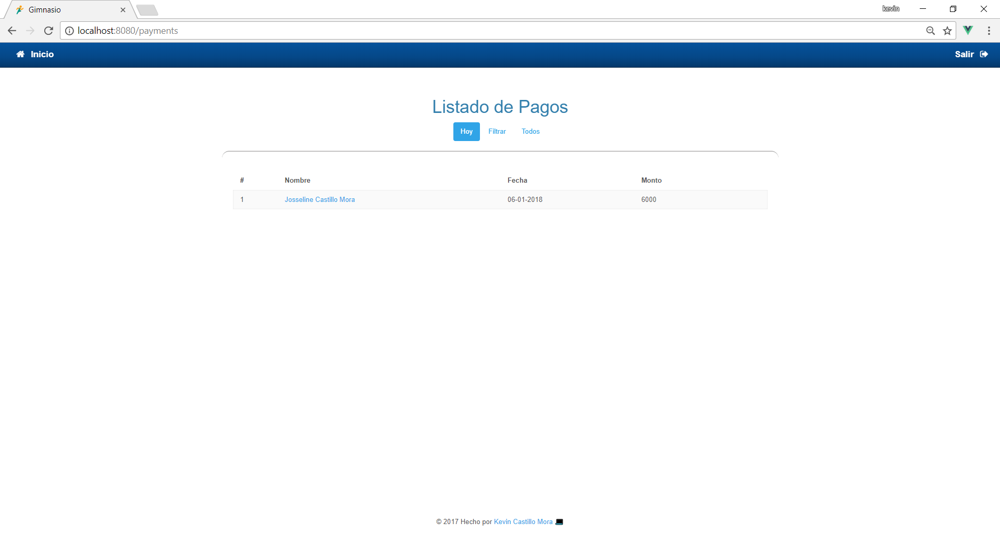 Gimnasio
kevin
localhost:8080/payments
Inicio
Salir
Listado de Pagos
Hoy Filtrar Todos
# Nombre Fecha Monto
1 Josseline Castillo Mora 06-01-2018 6000
© 2017 Hecho por Kevin Castillo Mora